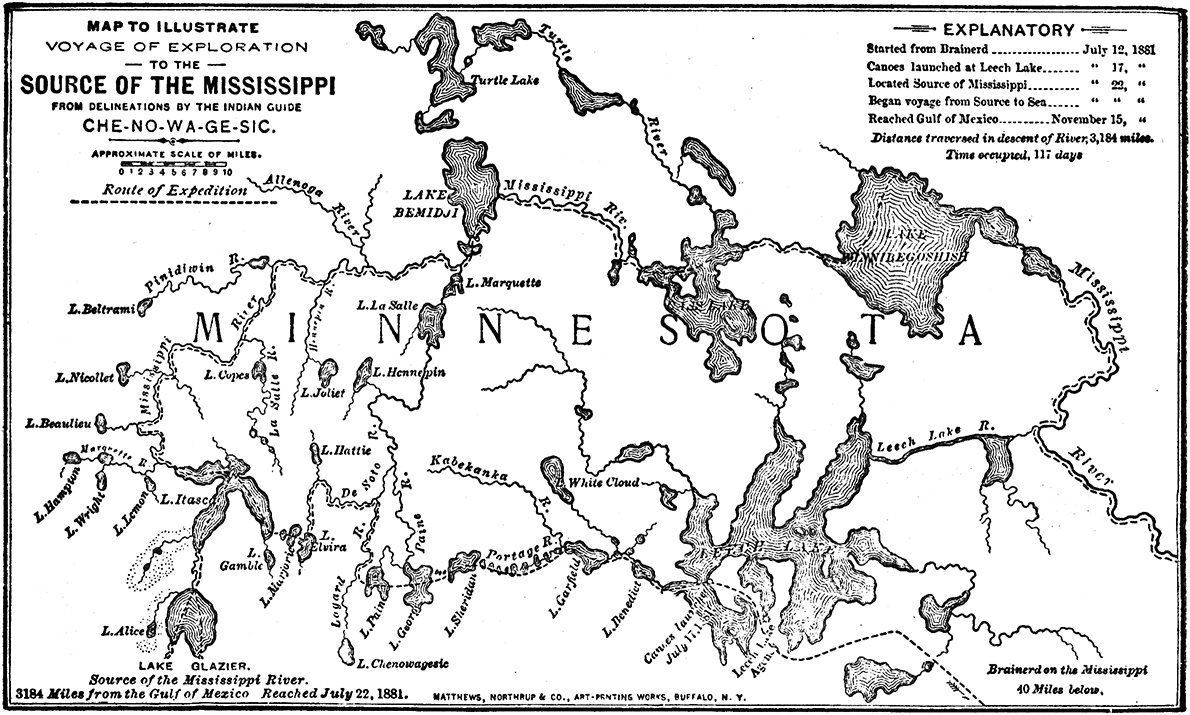 MAP TO ILLUSTRATE
VOYAGE OF EXPLORATION
TO THE
SOURCE OF THE MISSISSIPPI
FROM DELINEATIONS BY THE INDIAN GUIDE
CHE-NO-WA-GE-SIC.
APPROXIMATE SCALE OF MILES.
0 1 2 3 4 5 6 7 8 9 10
Route of Expedition
EXPLANATORY
Started from Brainerd July 12, 1881
Canoes launched at Leech Lake " 17, "
Located Source of Mississippi " 22, "
Began voyage from Source to Sea " " "
Reached Gulf of Mexico November 15, "
Distance traversed in descent of River, 3,184 miles.
Time occupied, 117 days
Turtle
River
Turtle Lake
Allenoga
River
LAKE
BEMIDJI
Mississippi
Riv.
LAKE
WINNIBEGOSHISH
Mississippi
River
Pinidiwin R.
L. Beltrami
L. Marquette
L. La Salle
River
Mississippi
Hennepin R.
MINNESOTA
L. Nicollet
L. Copes
L. Joliet
L. Hennepin
La Salle R.
L. Beaulieu
Marquette R.
L. Hampton
L. Wright
L. Lemon
L. Itasca
L. Hattie
De Soto R.
Kabekanka
R.
White Cloud
Leech Lake R.
L. Gamble
L. Marjorie
L.
Elvira
Paine R.
Portage R.
LEECH LAKE
Layard R.
L. Paine
L. George
L. Sheridan
L. Garfield
L. Benedict
Canoes launched
July 17,
Leech L.
Agency
L. Alice
L. Chenowagesic
LAKE GLAZIER,
Source of the Mississippi River.
3184 Miles from the Gulf of Mexico Reached July 22, 1881.
MATTHEWS, NORTHRUP & CO., ART-PRNTING WORKS, BUFFALO, N. Y.
Brainerd on the Mississippi
40 Miles below,